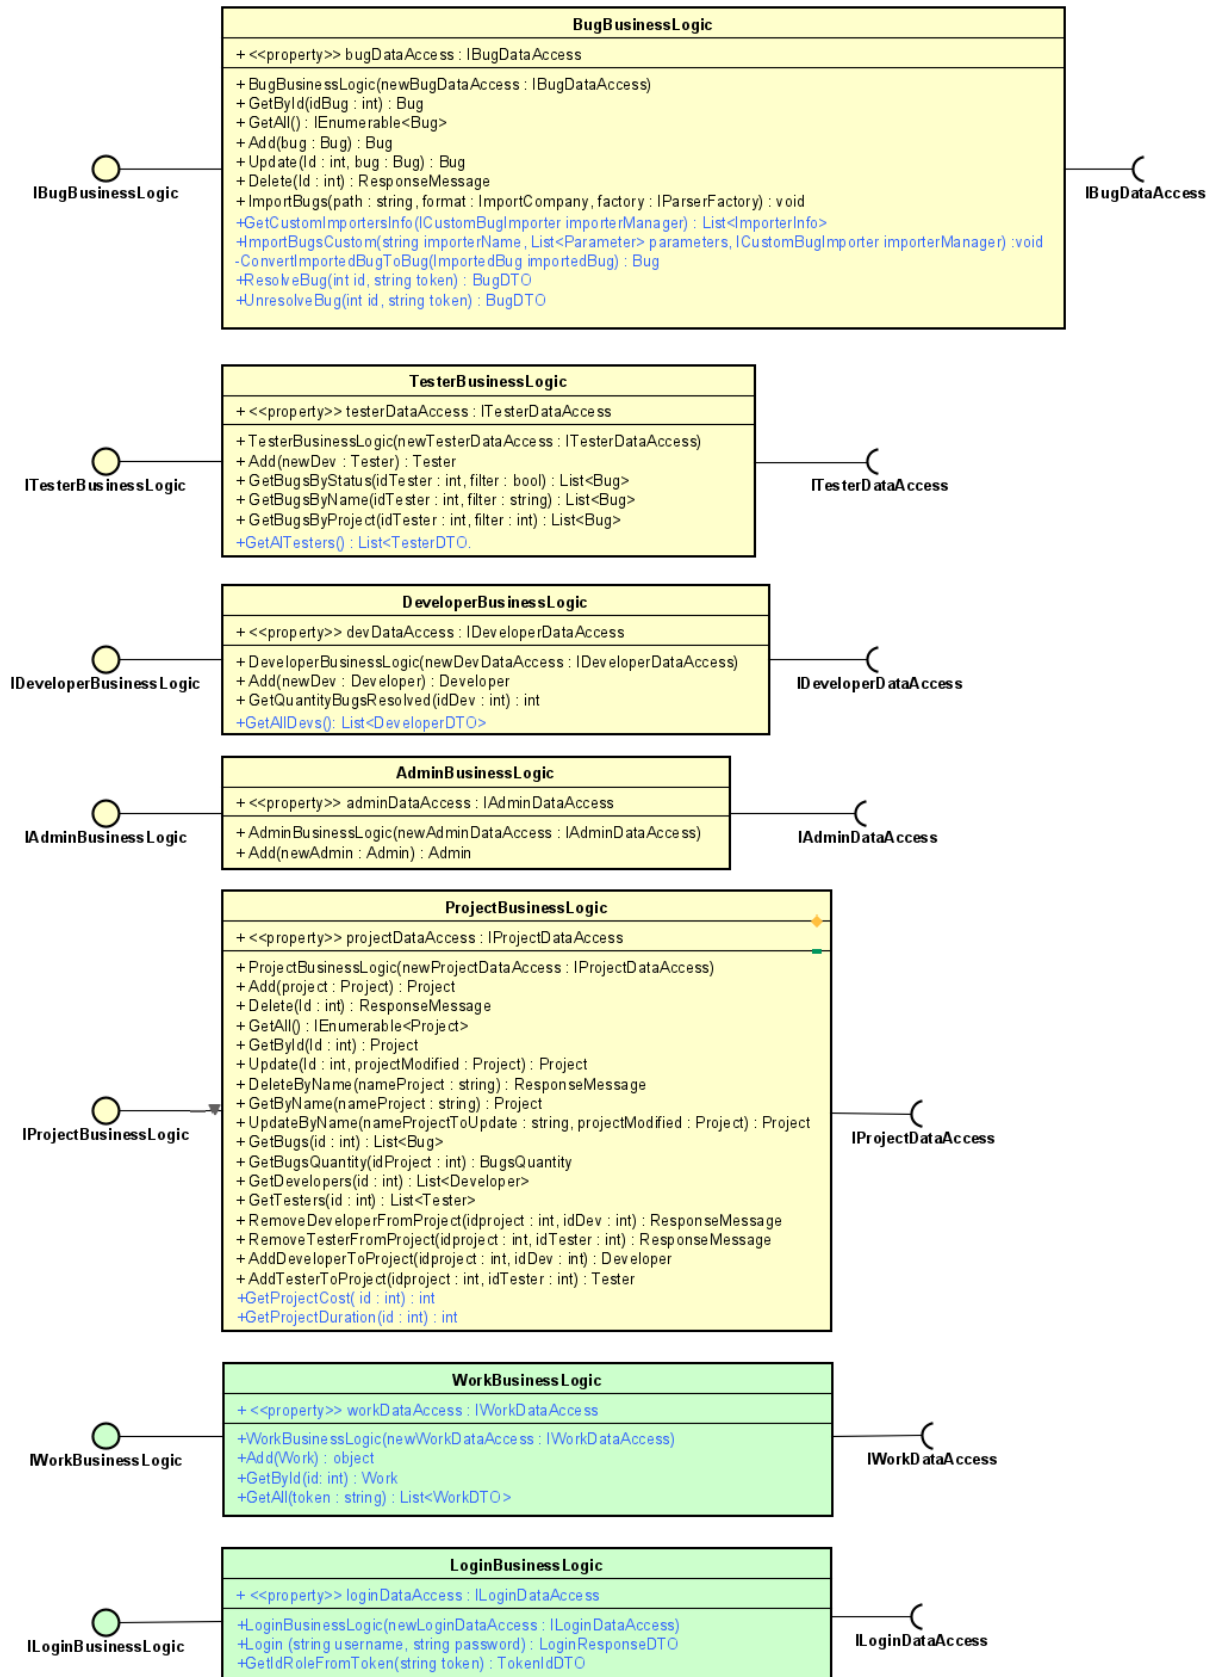 BugBusinessLogic
+ <<property>> bugDataAccess : IBugDataAccess
+ BugBusinessLogic(newBugDataAccess : IBugDataAccess)
+ GetById(idBug : int) : Bug
+ GetAll() : IEnumerable<Bug>
+ Add(bug : Bug) : Bug
+ Update(Id : int, bug : Bug) : Bug
+ Delete(Id : int) : ResponseMessage
+ ImportBugs(path : string, format : ImportCompany, factory : IParserFactory) : void
+GetCustomImportersInfo(ICustomBugImporter importerManager) : List<ImporterInfo>
+ImportBugsCustom(string importerName, List<Parameter> parameters, ICustomBugImporter importerManager) :void
-ConvertImportedBugToBug(ImportedBug importedBug) : Bug
+ResolveBug(int id, string token) : BugDTO
+UnresolveBug(int id, string token) : BugDTO
IBugBusinessLogic
IBugDataAccess
TesterBusinessLogic
+ <<property>> testerDataAccess : ITesterDataAccess
+ TesterBusinessLogic(newTesterDataAccess : ITesterDataAccess)
+ Add(newDev : Tester) : Tester
+ GetBugsByStatus(idTester : int, filter : bool) : List<Bug>
+ GetBugsByName(idTester : int, filter : string) : List<Bug>
+ GetBugsByProject(idTester : int, filter : int) : List<Bug>
+GetAlTesters() : List<TesterDTO.
ITesterBusinessLogic
ITesterDataAccess
DeveloperBusinessLogic
+ <<property>> devDataAccess : IDeveloperDataAccess
+ DeveloperBusinessLogic(newDevDataAccess : IDeveloperDataAccess)
+ Add(newDev : Developer) : Developer
+ GetQuantityBugsResolved(idDev : int) : int
+GetAllDevs(): List<DeveloperDTO>
IDeveloperBusinessLogic
IDeveloperDataAccess
AdminBusinessLogic
+ <<property>> adminDataAccess : IAdminDataAccess
+ AdminBusinessLogic(newAdminDataAccess : IAdminDataAccess)
+ Add(newAdmin : Admin) : Admin
IAdminBusinessLogic
IAdminDataAccess
ProjectBusinessLogic
+ <<property>> projectDataAccess : IProjectDataAccess
+ ProjectBusinessLogic(newProjectDataAccess : IProjectDataAccess)
+ Add(project : Project) : Project
+ Delete(Id : int) : ResponseMessage
+ GetAll() : IEnumerable<Project>
+ GetById(Id : int) : Project
+ Update(Id : int, projectModified : Project) : Project
+ DeleteByName(nameProject : string) : ResponseMessage
+ GetByName(nameProject : string) : Project
+ UpdateByName(nameProjectToUpdate : string, projectModified : Project) : Project
+ GetBugs(id : int) : List<Bug>
+ GetBugsQuantity(idProject : int) : BugsQuantity
+ GetDevelopers(id : int) : List<Developer>
+ GetTesters(id : int) : List<Tester>
+ RemoveDeveloperFromProject(idproject : int, idDev : int) : ResponseMessage
+ RemoveTesterFromProject(idproject : int, idTester : int) : ResponseMessage
+ AddDeveloperToProject(idproject : int, idDev : int) : Developer
+ AddTesterToProject(idproject : int, idTester : int) : Tester
+GetProjectCost( id : int) : int
+GetProjectDuration(id : int) : int
IProjectBusinessLogic
IProjectDataAccess
WorkBusinessLogic
+ <<property>> workDataAccess : IWorkDataAccess
+WorkBusinessLogic(newWorkDataAccess : IWorkDataAccess)
+Add(Work) : object
+GetById(id: int) : Work
+GetAll(token : string) : List<WorkDTO>
IWorkBusinessLogic
IWorkDataAccess
LoginBusinessLogic
+ <<property>> loginDataAccess : ILoginDataAccess
+LoginBusinessLogic(newLoginDataAccess : ILoginDataAccess)
+Login (string username, string password) : LoginResponseDTO
+GetIdRoleFromToken(string token) : TokenIdDTO
ILoginBusinessLogic
ILoginDataAccess